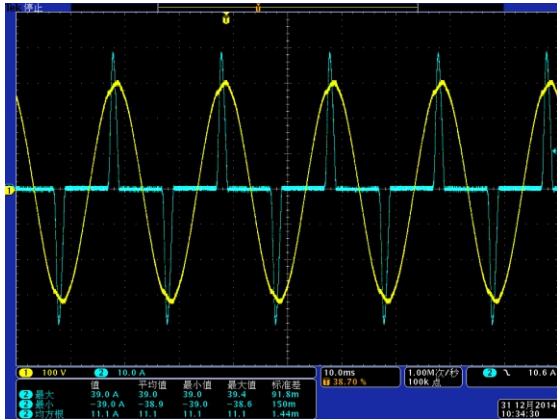 停止
1 100 V 2 10.0 A
10.0ms
38.70 %
1.00M次/秒
100k 点
2 10.6 A
值 平均值 最小值 最大值 标准差
2 最大 39.0 A 39.0 39.0 39.4 91.8m
2 最小 -39.0 A -38.9 -39.0 -38.6 150m
2 均方根 11.1 A 11.1 11.1 11.1 1.44m
31 12月 2014
10:34:30